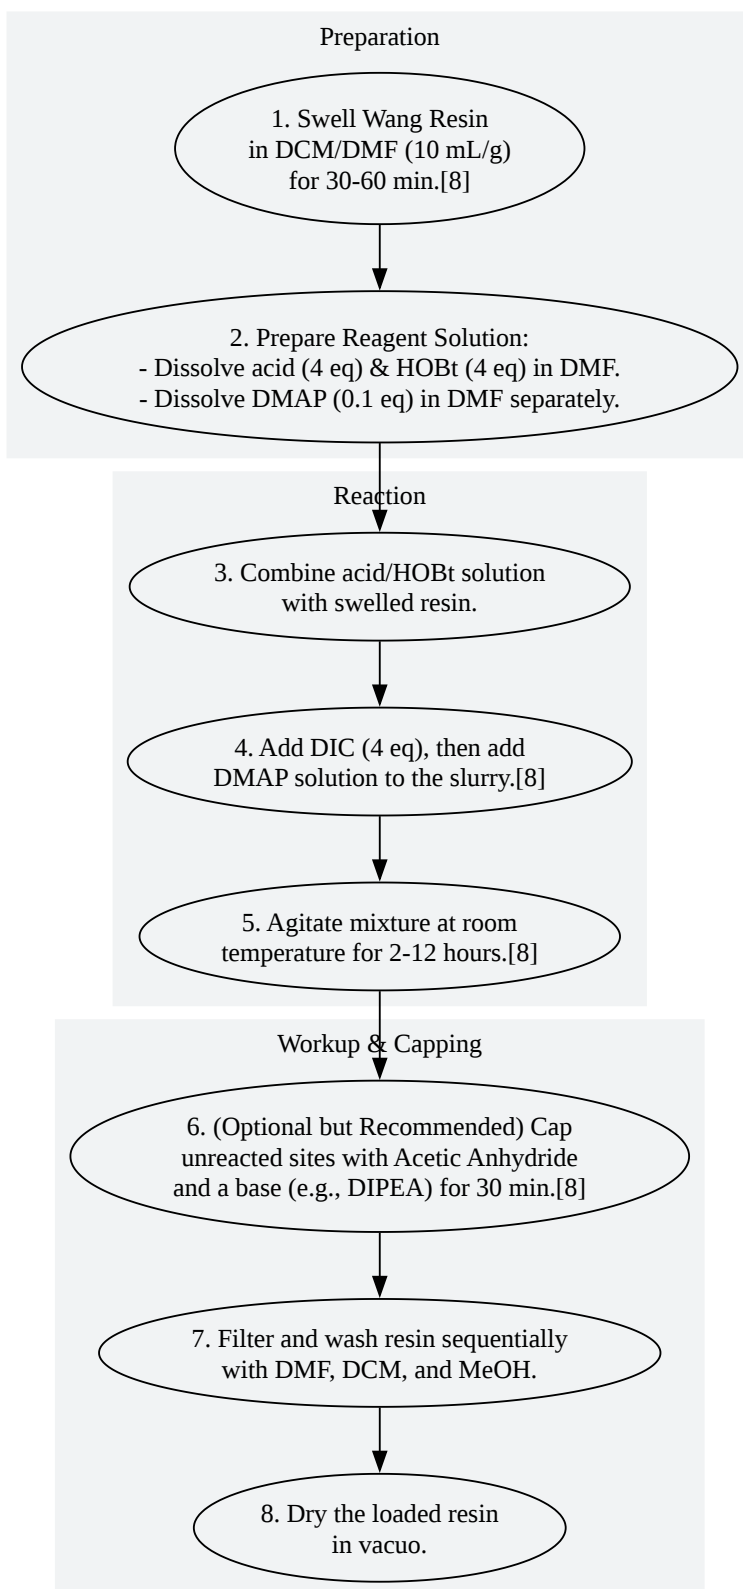 Preparation
1. Swell Wang Resin
in DCM/DMF (10 mL/g)
for 30-60 min.[8]
2. Prepare Reagent Solution:
- Dissolve acid (4 eq) & HOBt (4 eq) in DMF.
- Dissolve DMAP (0.1 eq) in DMF separately.
Reaction
3. Combine acid/HOBt solution
with swelled resin.
4. Add DIC (4 eq), then add
DMAP solution to the slurry.[8]
5. Agitate mixture at room
temperature for 2-12 hours.[8]
Workup & Capping
6. (Optional but Recommended) Cap
unreacted sites with Acetic Anhydride
and a base (e.g., DIPEA) for 30 min.[8]
7. Filter and wash resin sequentially
with DMF, DCM, and MeOH.
8. Dry the loaded resin
in vacuo.